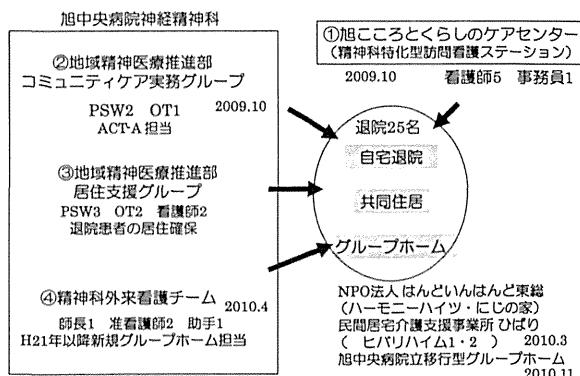 旭中央病院神経精神科
②地域精神医療推進部
コミュニティケア実務グループ
PSW2 OT1 2009.10
ACT-A 担当
③地域精神医療推進部
居住支援グループ
PSW3 OT2 看護師2
退院患者の居住確保
④精神科外来看護チーム
2010.4
師長1 准看護師2 助手1
H21年以降新規グループホーム担当
①旭こころとくらしのケアセンター
(精神科特化型訪問看護ステーション)
2009.10 看護師5 事務員1
退院25名
自宅退院
共同住居
グループホーム
NPO法人 はんどいんはんど東総
(ハーモニーハイツ・にじの家)
民間居宅介護支援事業所 ひばり
( ヒバリハイム1・2 ) 2010.3
旭中央病院立移行型グループホーム
2010.11